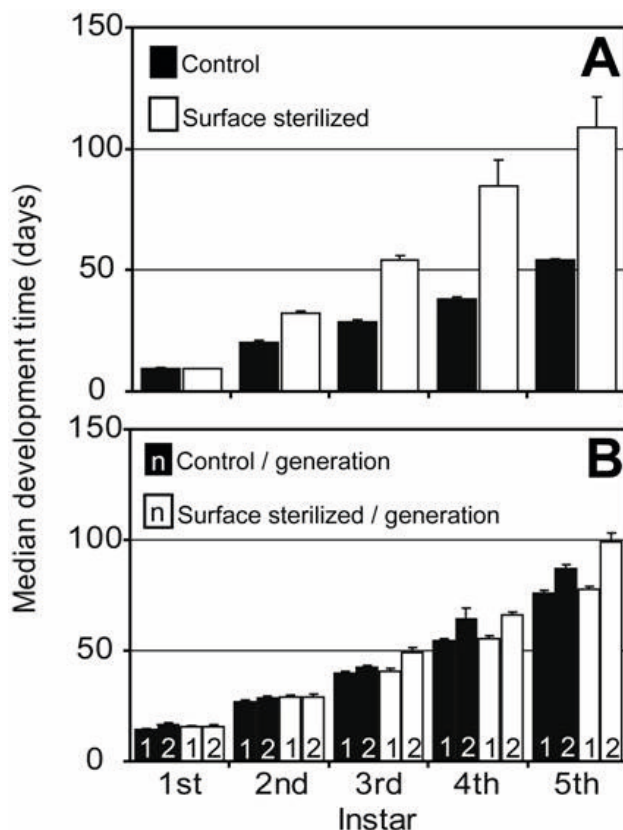 Median development time (days)
150
100
50
0
Control
Surface sterilized
A
150
100
50
0
n Control / generation
n Surface sterilized / generation
B
1 2 1 2 1 2 1 2 1 2 1 2 1 2 1 2 1 2 1 2
1st 2nd 3rd 4th 5th
Instar